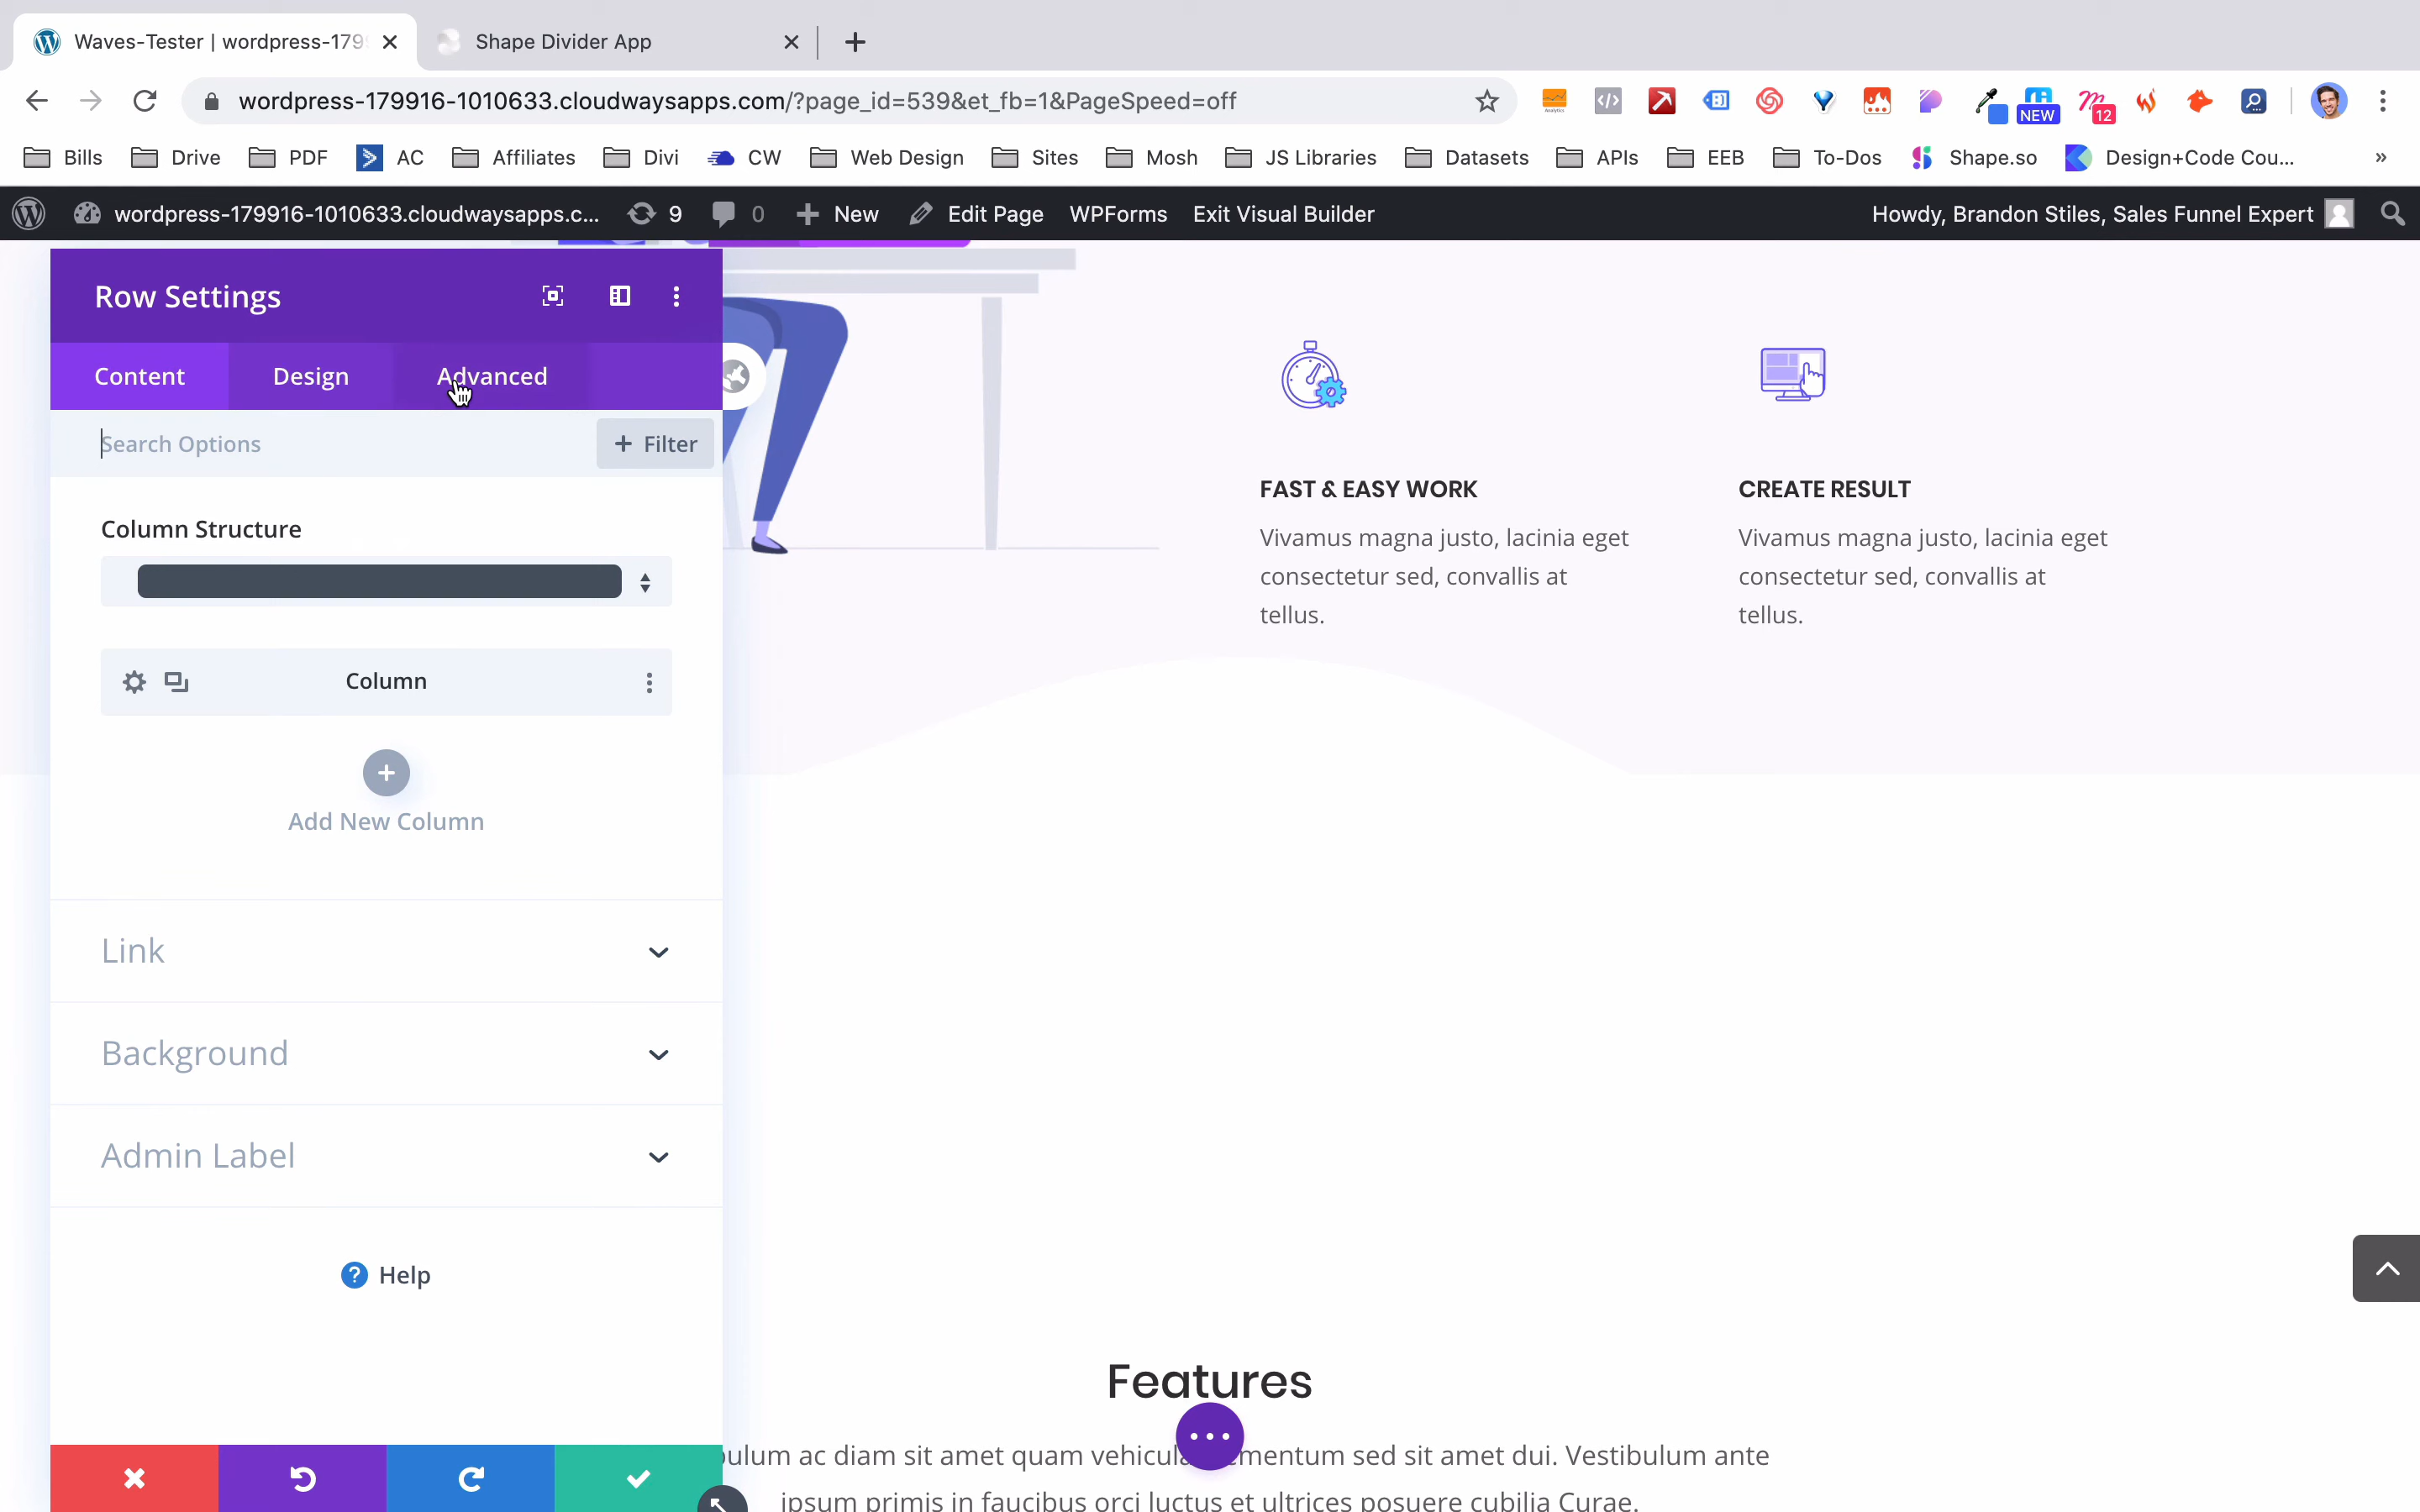 Waves-Tester | wordpress-179
Shape Divider App
wordpress-179916-1010633.cloudwaysapps.com/?page_id=539&et_fb=1&PageSpeed=off
NEW
12
Bills
Drive
PDF
AC
Affiliates
Divi
CW
Web Design
Sites
Mosh
JS Libraries
Datasets
APIs
EEB
To-Dos
Shape.so
Design+Code Cou...
»
wordpress-179916-1010633.cloudwaysapps.c...
9
0
New
Edit Page
WPForms
Exit Visual Builder
Howdy, Brandon Stiles, Sales Funnel Expert
Row Settings
Content
Design
Advanced
Search Options
+ Filter
Column Structure
Column
Add New Column
Link
Background
Admin Label
Help
FAST & EASY WORK
Vivamus magna justo, lacinia eget
consectetur sed, convallis at
tellus.
CREATE RESULT
Vivamus magna justo, lacinia eget
consectetur sed, convallis at
tellus.
Features
ac diam sit amet quam sed sit amet dui. Vestibulum ante
ipsum primis in faucibus orci luctus et ultrices posuere cubilia Curae.